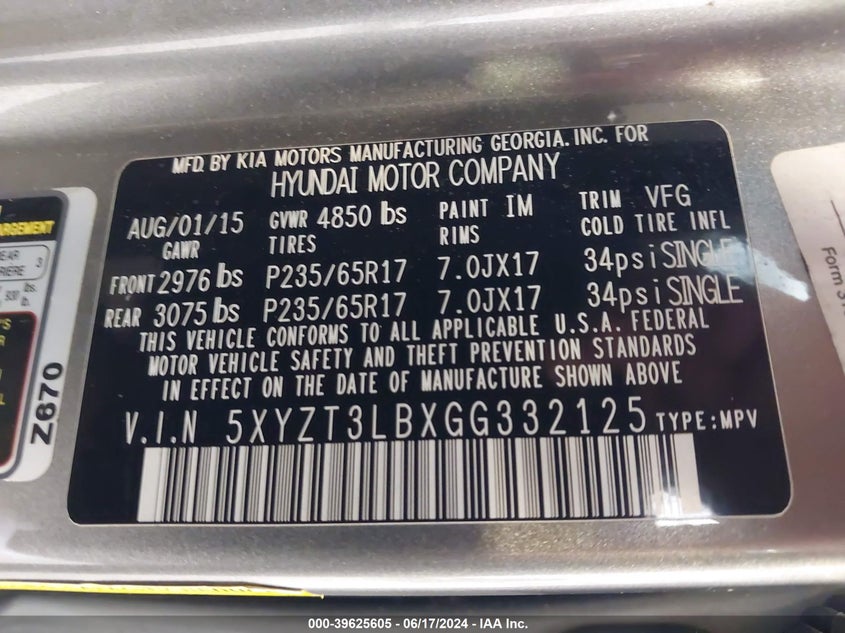 MFD. BY KIA MOTORS MANUFACTURING GEORGIA. INC. FOR
HYUNDAI MOTOR COMPANY
AUG/01/15 GVWR 4850 lbs PAINT IM TRIM VFG
GAWR TIRES RIMS COLD TIRE INFL
FRONT 2976 lbs P235/65R17 7.0JX17 34psi SINGLE
REAR 3075 lbs P235/65R17 7.0JX17 34psi SINGLE
THIS VEHICLE CONFORMS TO ALL APPLICABLE U.S.A. FEDERAL
MOTOR VEHICLE SAFETY AND THEFT PREVENTION STANDARDS
IN EFFECT ON THE DATE OF MANUFACTURE SHOWN ABOVE
V.I.N 5XYZT3LBXGG332125 TYPE:MPV
Z670
Form
000-39625605 - 06/17/2024 - IAA Inc.